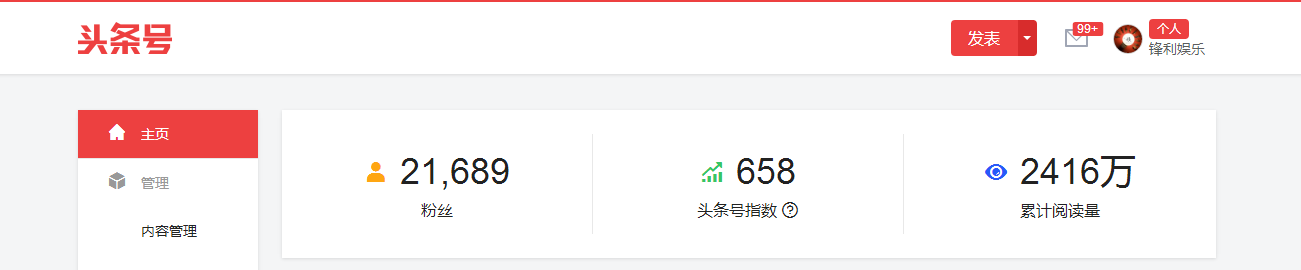 头条号
发表
99+
个人
锋利娱乐
主页
管理
内容管理
21,689
粉丝
658
头条号指数
2416万
累计阅读量